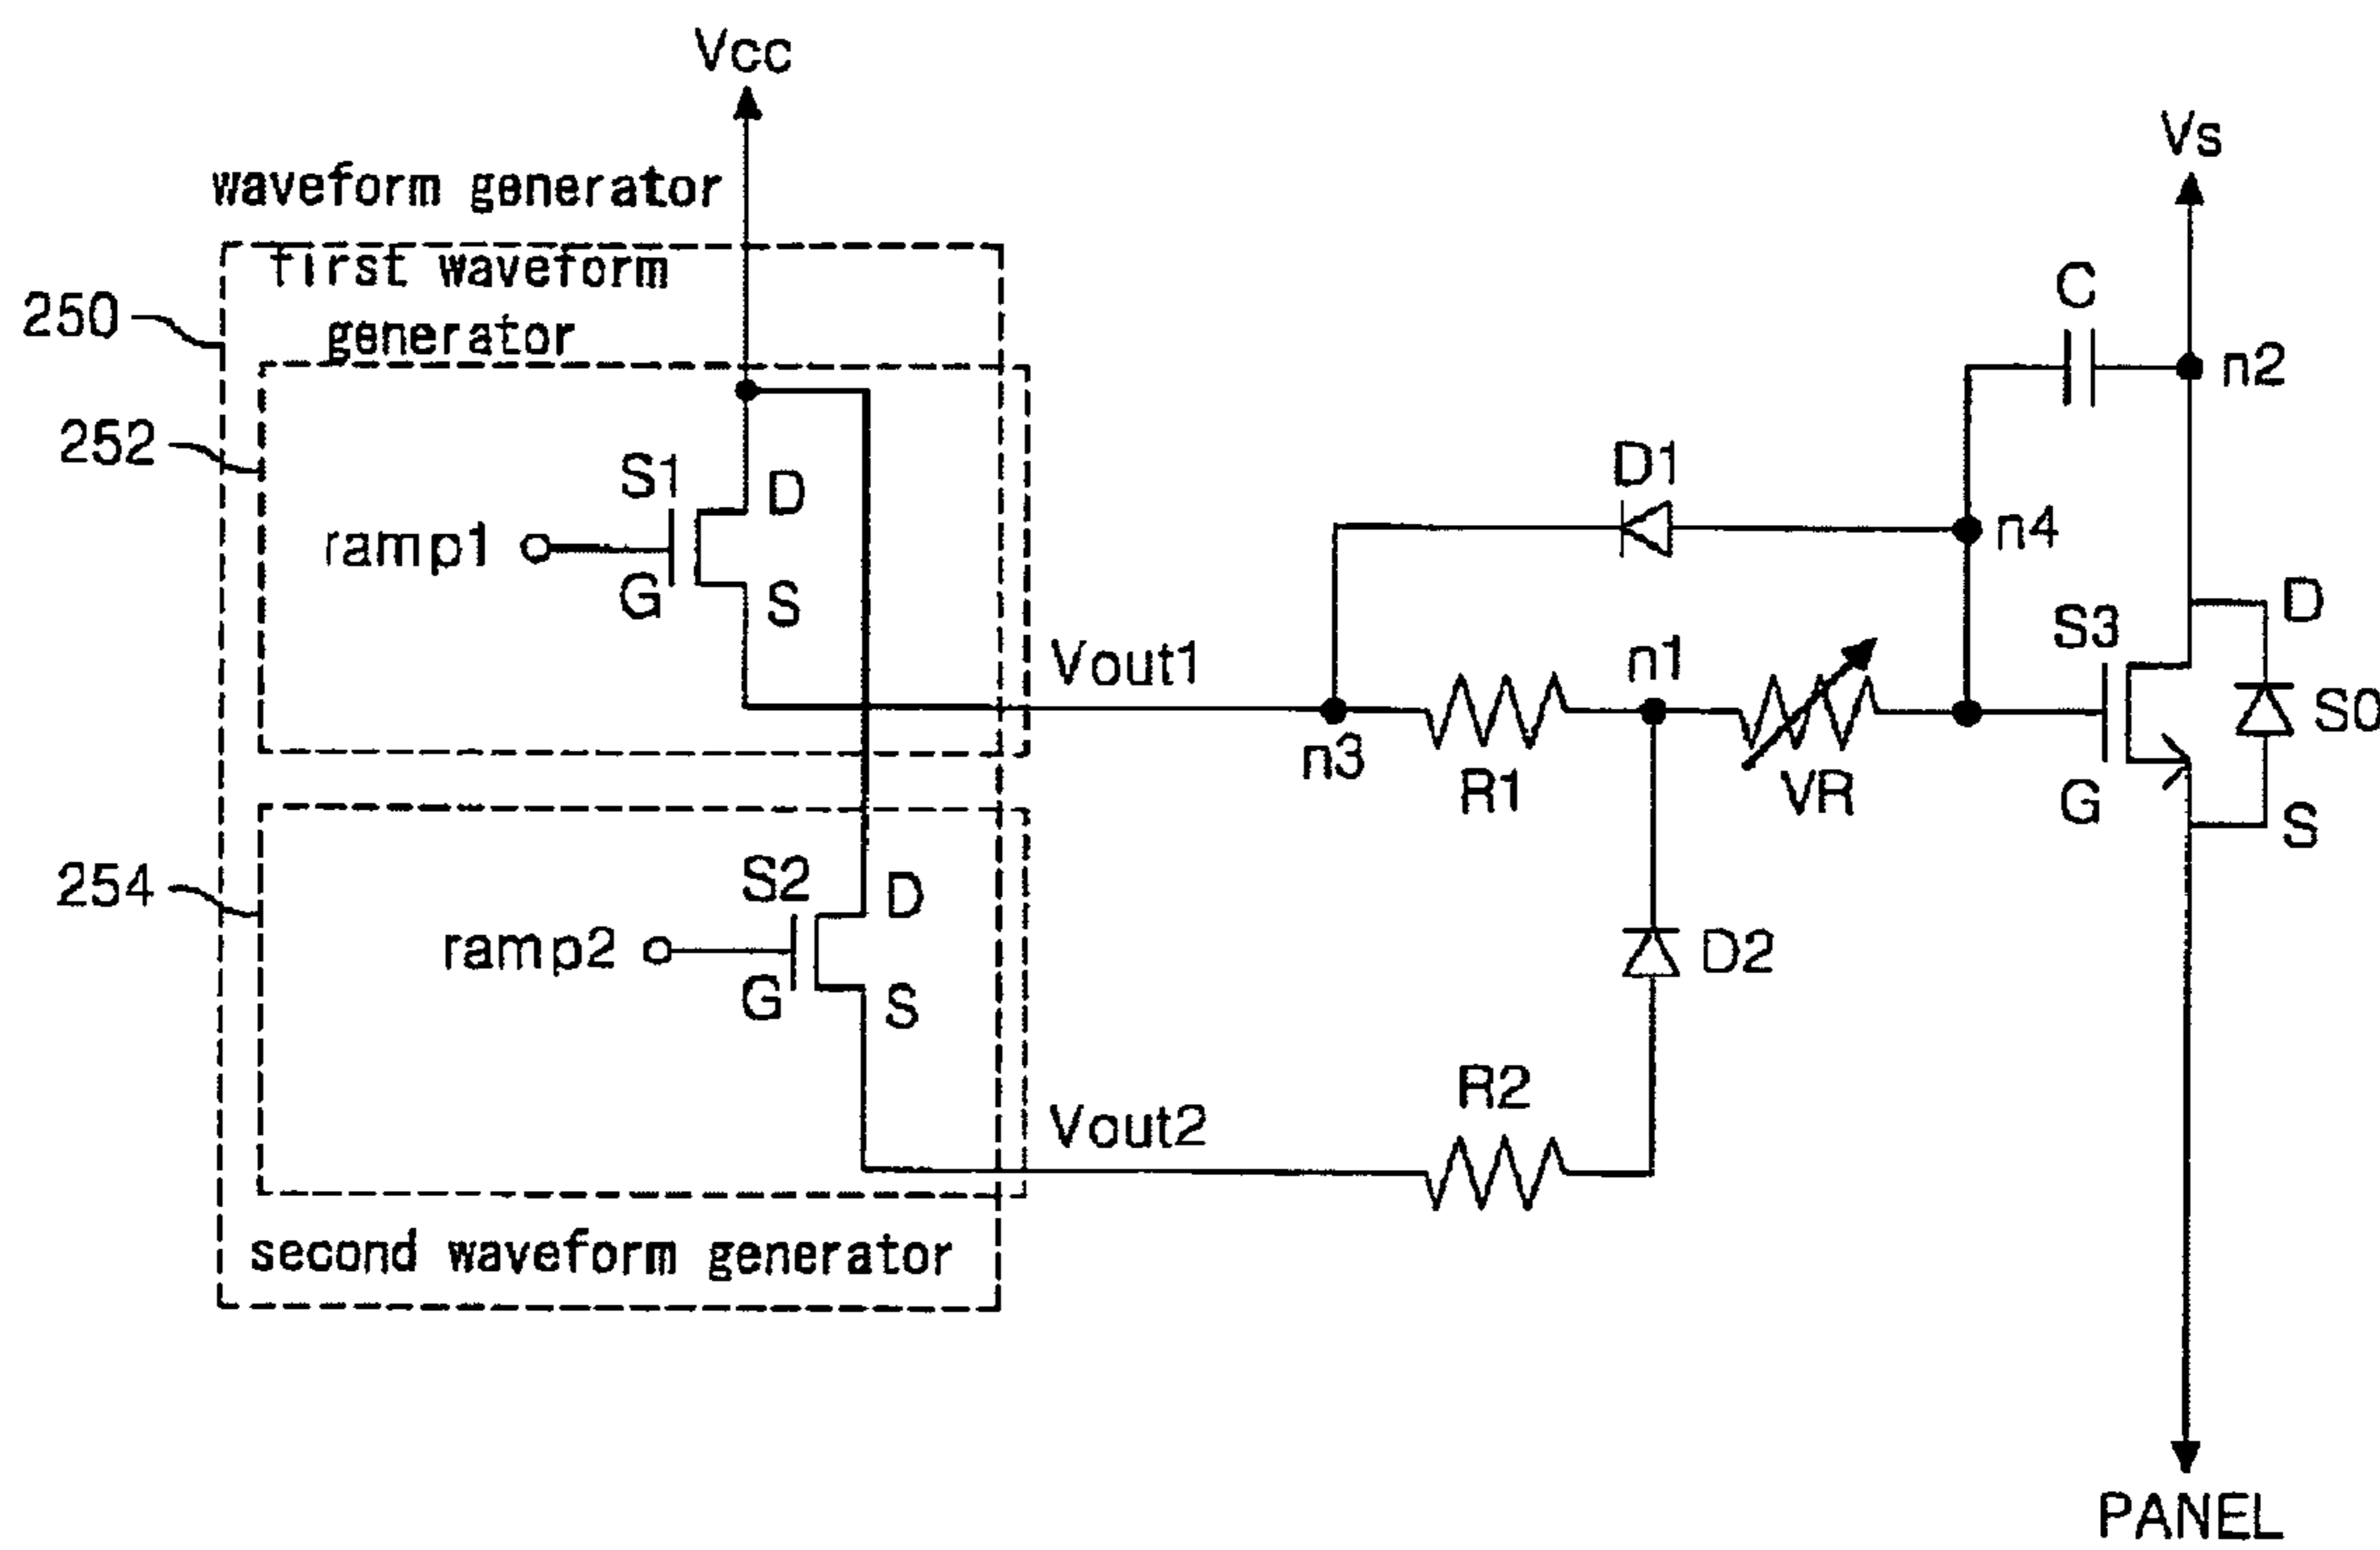 Vcc
Vs
waveform generator
first waveform
generator
250
252
C
n2
S1
D
ramp1
G
S
D1
n4
S3
D
Vout1
n1
n3
R1
VR
G
S0
S
254
S2
D
ramp2
G
S
D2
Vout2
R2
second waveform generator
PANEL